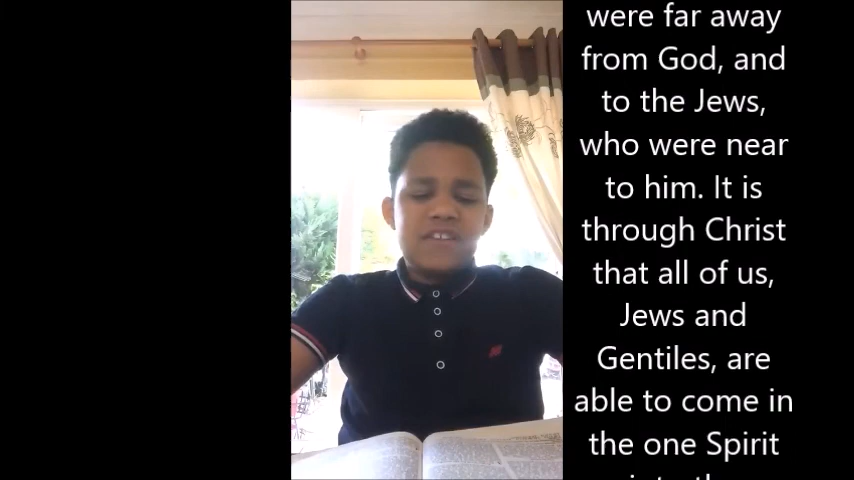 were far away
from God, and
to the Jews,
who were near
to him. It is
through Christ
that all of us,
Jews and
Gentiles, are
able to come in
the one Spirit